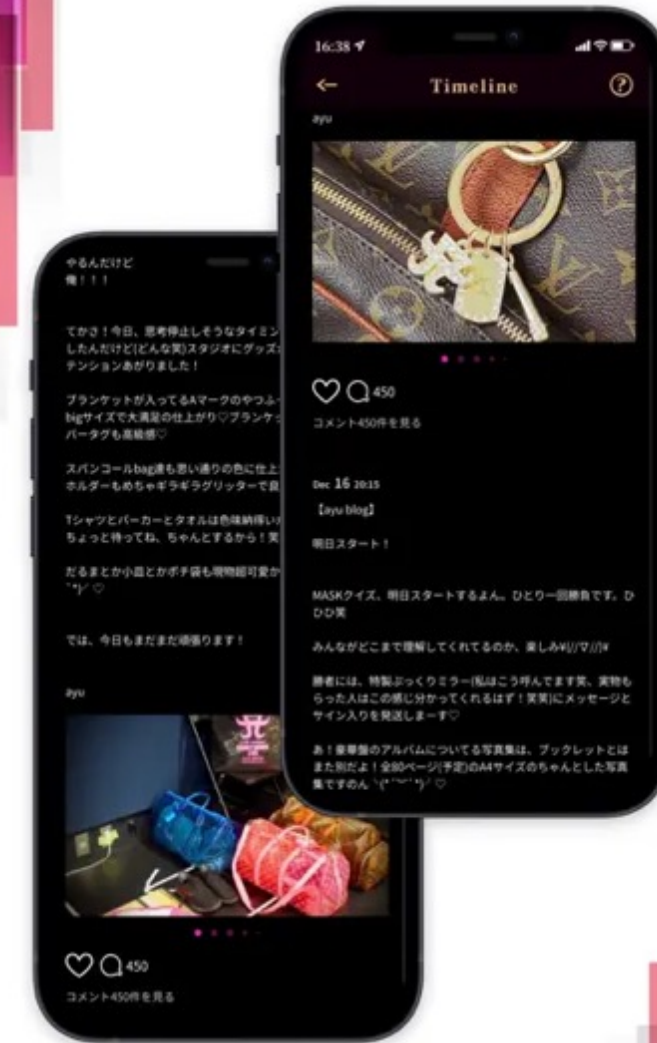 やるんだけど
俺！！！
てかさ！今日、思考停止しそうなタイミン
したんだけど(どんな笑)スタジオにグッズ
テンションあがりました！
ブランケットが入ってるAマークのやつふ
bigサイズで大満足の仕上がり♡ブランケッ
バータグも高級感♡
スパンコールbag達も思い通りの色に仕上
ホルダーもめちゃギラギラグリッターで良
Tシャツとパーカーとタオルは色味納得い
ちょっと待ってね、ちゃんとするから！笑
だるまとか小皿とかポチ袋も現物超可愛か
では、今日もまだまだ頑張ります！
ayu
450
コメント450件を見る
16:38
Timeline
ayu
450
コメント450件を見る
Dec 16 20:15
【ayu blog】
明日スタート！
MASKクイズ、明日スタートするよん。ひとり一回勝負です。ひ
ひひ笑
みんながどこまで理解してくれてるのか、楽しみ¥(//∇//)¥
勝者には、特製ぷっくりミラー(私はこう呼んでます笑、実物も
らった人はこの感じ分かってくれるはず！笑笑)にメッセージと
サイン入りを発送しまーす♡
あ！豪華盤のアルバムについてる写真集は、ブックレットとは
また別だよ！全80ページ(予定)のA4サイズのちゃんとした写真
集ですのん